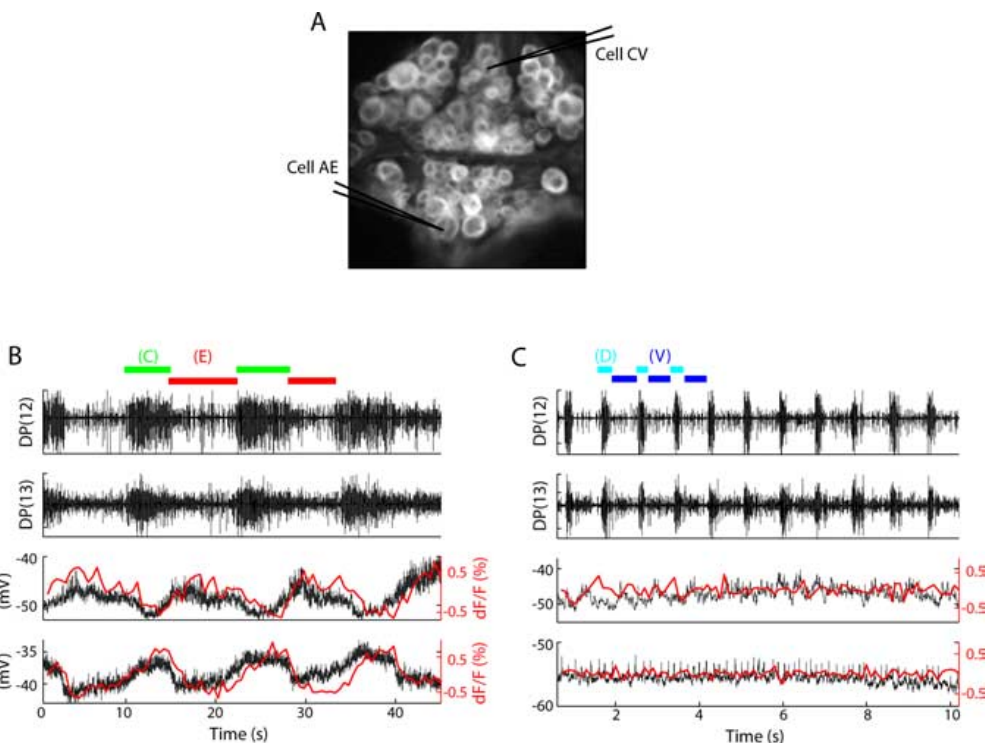 A
Cell CV
Cell AE
B
(C) (E)
DP(12)
DP(13)
-40
-50
(mV)
0.5
-0.5
dF/F (%)
-35
-40
(mV)
0.5
-0.5
dF/F (%)
0 10 20 30 40
Time (s)
C
(D) (V)
DP(12)
DP(13)
-40
-50
0.5
-0.5
dF/F (%)
-50
-60
0.5
-0.5
dF/F (%)
2 4 6 8 10
Time (s)